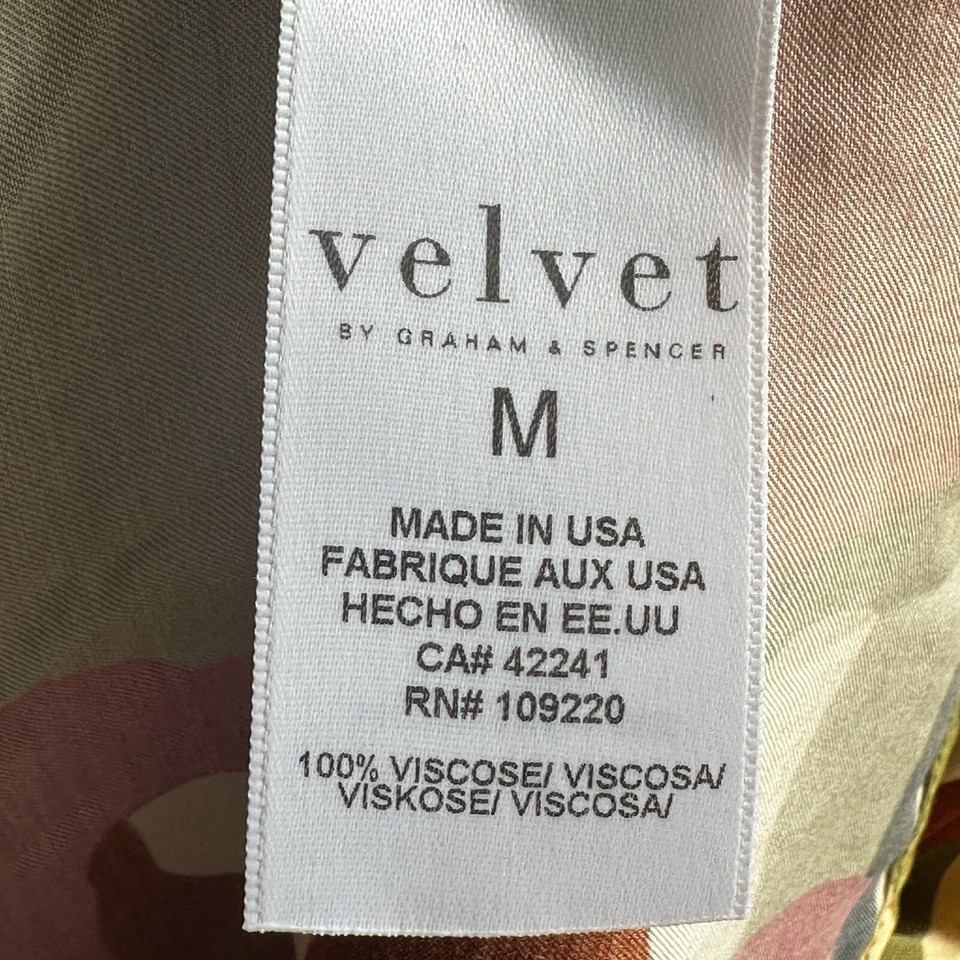 velvet
BY GRAHAM & SPENCER
M
MADE IN USA
FABRIQUE AUX USA
HECHO EN EE.UU
CA# 42241
RN# 109220
100% VISCOSE/ VISCOSA/
VISKOSE/ VISCOSA/